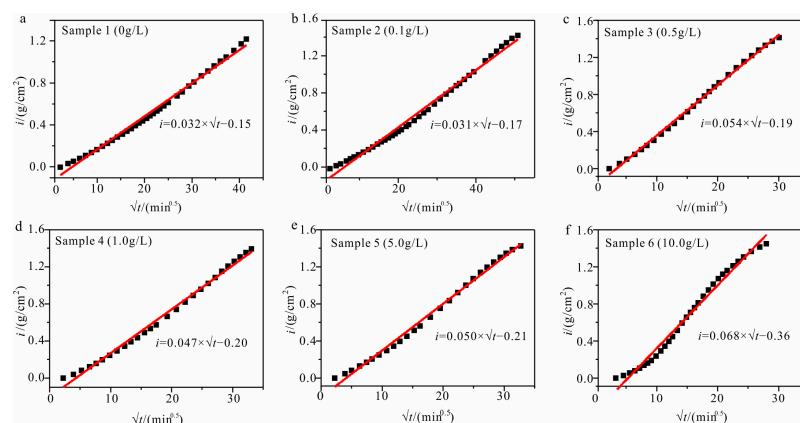 a
Sample 1 (0g/L)
i/(g/cm²)
1.2
0.8
0.4
0.0
i=0.032×√t−0.15
0 10 20 30 40
√t/(min^0.5)
b
Sample 2 (0.1g/L)
i/(g/cm²)
1.6
1.2
0.8
0.4
0.0
i=0.031×√t−0.17
0 20 40
√t/(min^0.5)
c
Sample 3 (0.5g/L)
i/(g/cm²)
1.6
1.2
0.8
0.4
0.0
i=0.054×√t−0.19
0 10 20 30
√t/(min^0.5)
d
Sample 4 (1.0g/L)
i/(g/cm²)
1.6
1.2
0.8
0.4
0.0
i=0.047×√t−0.20
0 10 20 30
√t/(min^0.5)
e
Sample 5 (5.0g/L)
i/(g/cm²)
1.6
1.2
0.8
0.4
0.0
i=0.050×√t−0.21
0 10 20 30
√t/(min^0.5)
f
Sample 6 (10.0g/L)
i/(g/cm²)
1.6
1.2
0.8
0.4
0.0
i=0.068×√t−0.36
0 10 20 30
√t/(min^0.5)